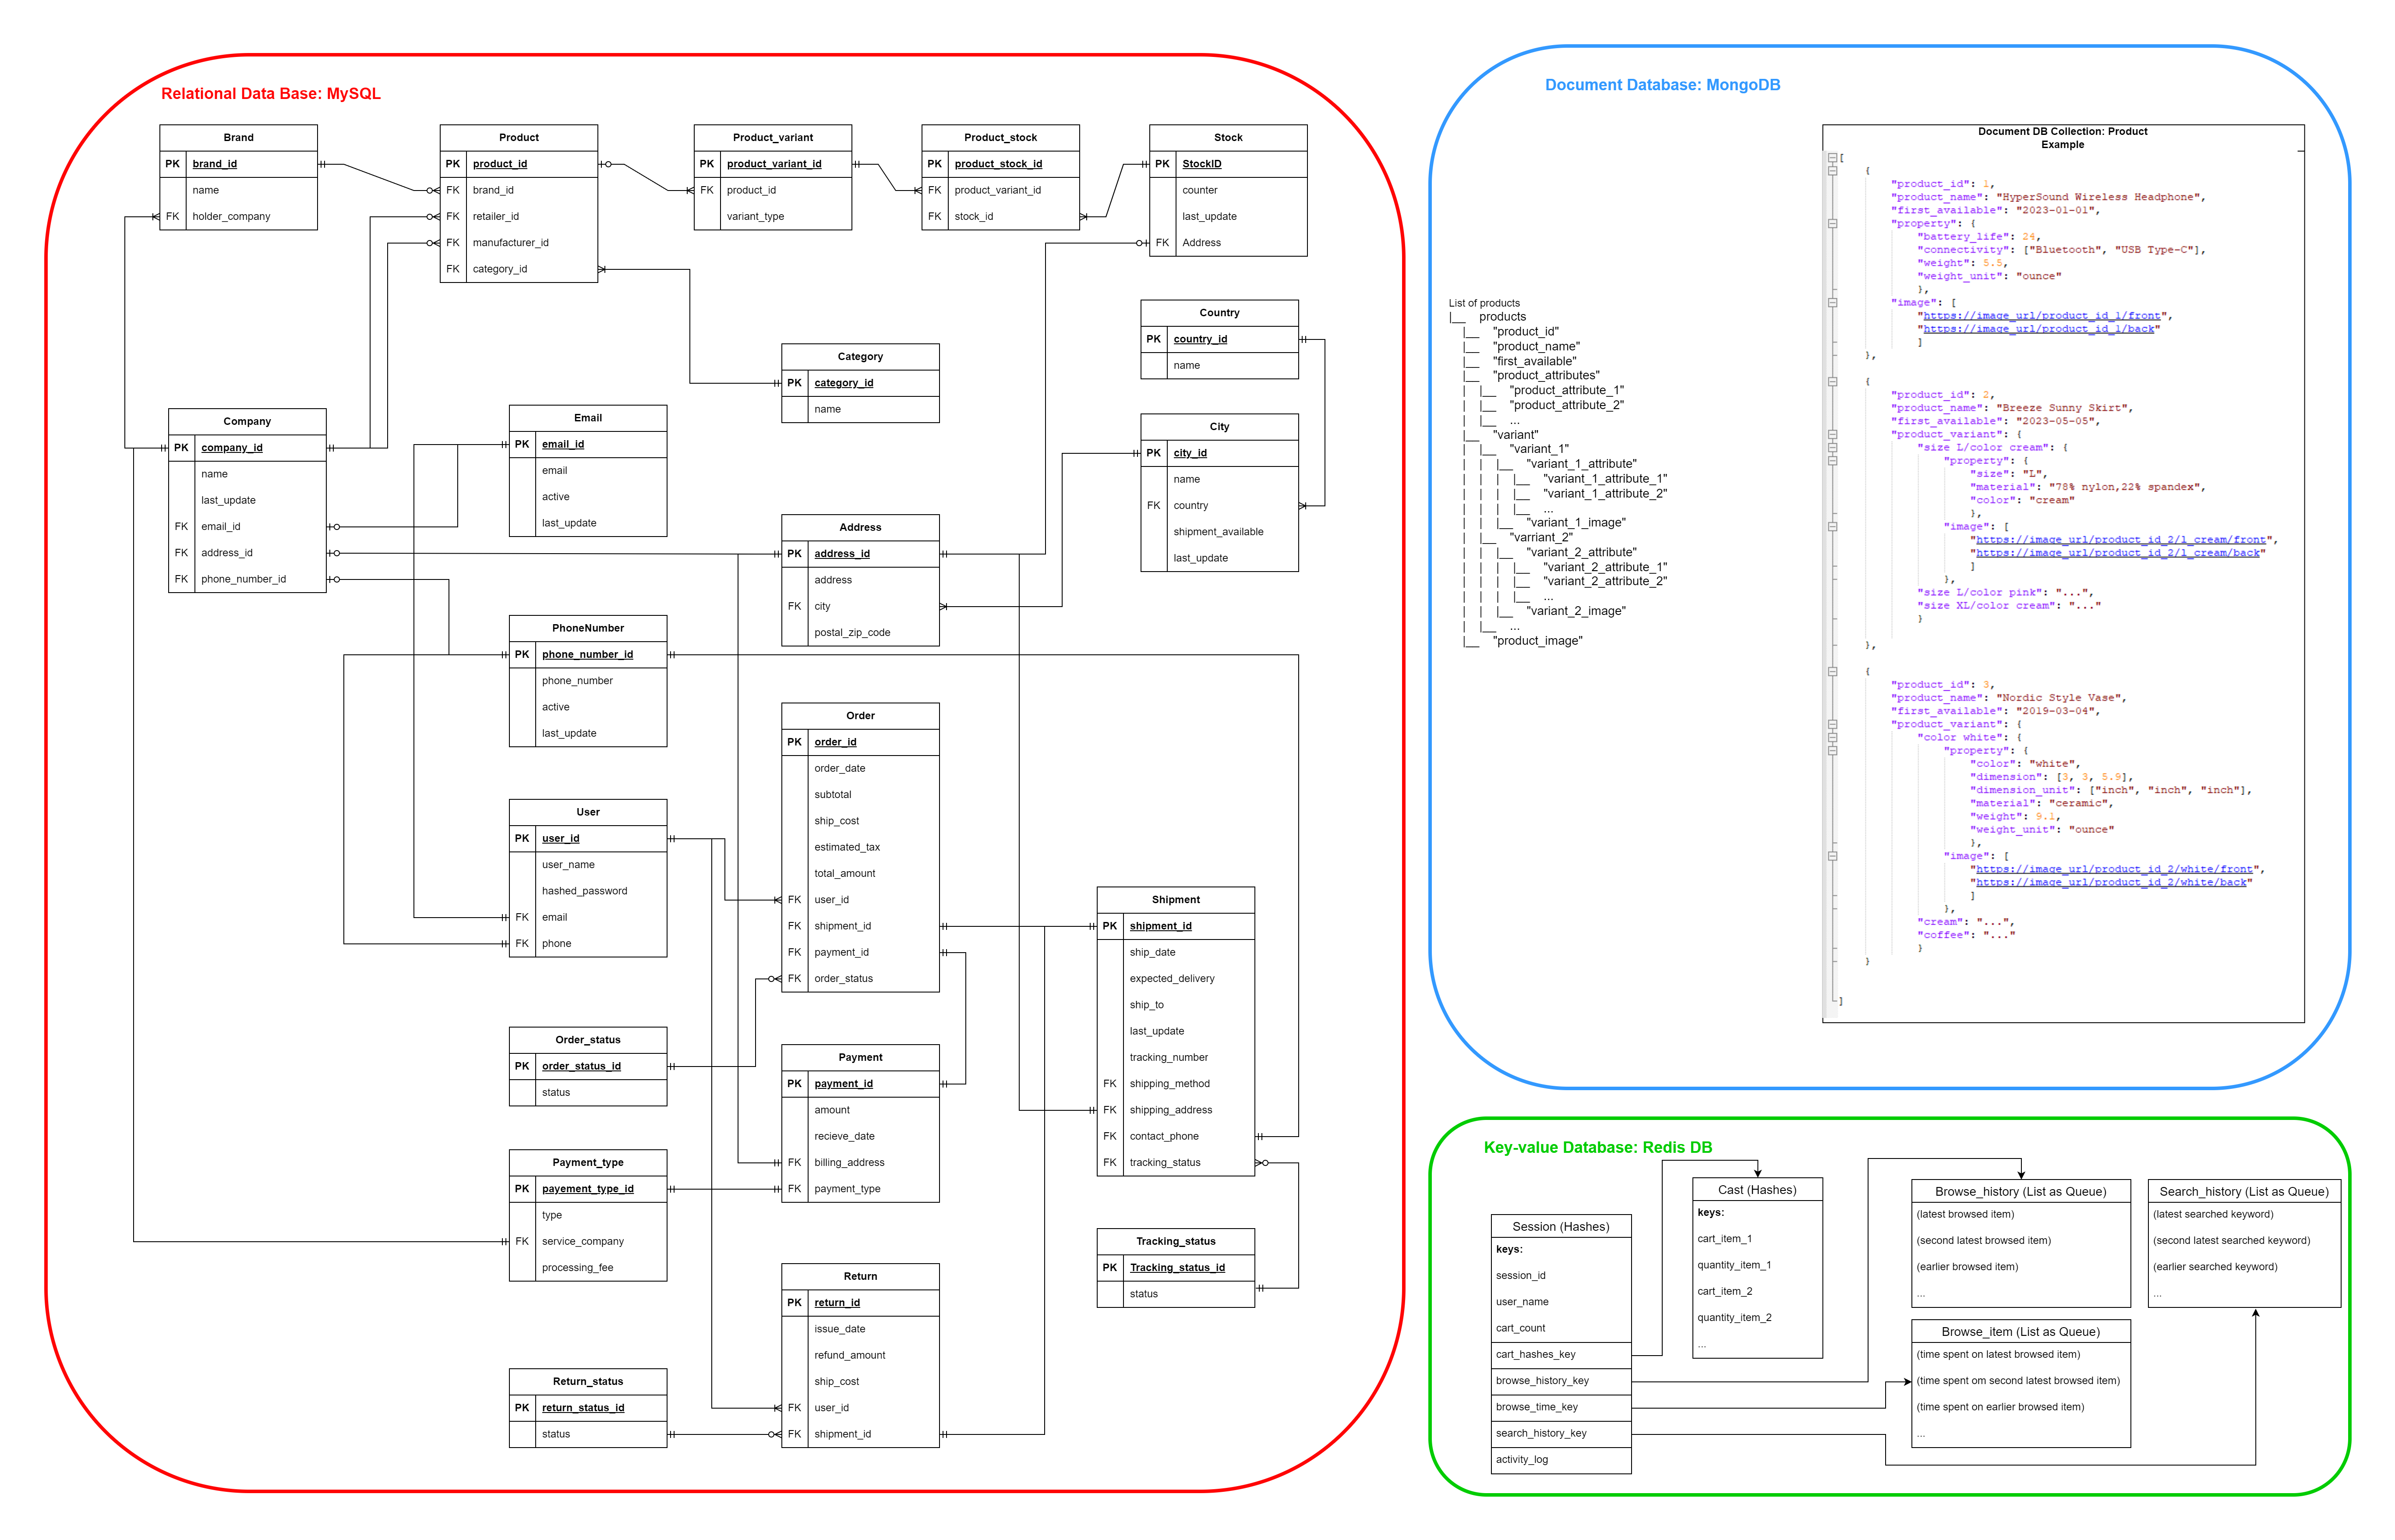 Relational Data Base: MySQL
Brand
PK brand_id
name
FK holder_company
Product
PK product_id
FK brand_id
FK retailer_id
FK manufacturer_id
FK category_id
Product_variant
PK product_variant_id
FK product_id
variant_type
Product_stock
PK product_stock_id
FK product_variant_id
FK stock_id
Stock
PK StockID
counter
last_update
FK Address
Country
PK country_id
name
Category
PK category_id
name
Company
PK company_id
name
last_update
FK email_id
FK address_id
FK phone_number_id
Email
PK email_id
email
active
last_update
City
PK city_id
name
FK country
shipment_available
last_update
Address
PK address_id
address
FK city
postal_zip_code
PhoneNumber
PK phone_number_id
phone_number
active
last_update
Order
PK order_id
order_date
subtotal
ship_cost
estimated_tax
total_amount
FK user_id
FK shipment_id
FK payment_id
FK order_status
User
PK user_id
user_name
hashed_password
FK email
FK phone
Shipment
PK shipment_id
ship_date
expected_delivery
ship_to
last_update
tracking_number
FK shipping_method
FK shipping_address
FK contact_phone
FK tracking_status
Order_status
PK order_status_id
status
Payment
PK payment_id
amount
recieve_date
FK billing_address
FK payment_type
Payment_type
PK payement_type_id
type
FK service_company
processing_fee
Tracking_status
PK Tracking_status_id
status
Return
PK return_id
issue_date
refund_amount
ship_cost
FK user_id
FK shipment_id
Return_status
PK return_status_id
status
Document Database: MongoDB
List of products
|__ products
|__ "product_id"
|__ "product_name"
|__ "first_available"
|__ "product_attributes"
| |__ "product_attribute_1"
| |__ "product_attribute_2"
| |__ ...
|__ "variant"
| |__ "variant_1"
| | |__ "variant_1_attribute"
| | | |__ "variant_1_attribute_1"
| | | |__ "variant_1_attribute_2"
| | | |__ ...
| | |__ "variant_1_image"
| |__ "varriant_2"
| | |__ "variant_2_attribute"
| | | |__ "variant_2_attribute_1"
| | | |__ "variant_2_attribute_2"
| | | |__ ...
| | |__ "variant_2_image"
| |__ ...
|__ "product_image"
Document DB Collection: Product
Example
[
{
"product_id": 1,
"product_name": "HyperSound Wireless Headphone",
"first_available": "2023-01-01",
"property": {
"battery_life": 24,
"connectivity": ["Bluetooth", "USB Type-C"],
"weight": 5.5,
"weight_unit": "ounce"
},
"image": [
"https://image_url/product_id_1/front",
"https://image_url/product_id_1/back"
]
},
{
"product_id": 2,
"product_name": "Breeze Sunny Skirt",
"first_available": "2023-05-05",
"product_variant": {
"size L/color cream": {
"property": {
"size": "L",
"material": "78% nylon,22% spandex",
"color": "cream"
},
"image": [
"https://image_url/product_id_2/l_cream/front",
"https://image_url/product_id_2/l_cream/back"
]
},
"size L/color pink": "...",
"size XL/color cream": "..."
}
},
{
"product_id": 3,
"product_name": "Nordic Style Vase",
"first_available": "2019-03-04",
"product_variant": {
"color white": {
"property": {
"color": "white",
"dimension": [3, 3, 5.9],
"dimension_unit": ["inch", "inch", "inch"],
"material": "ceramic",
"weight": 9.1,
"weight_unit": "ounce"
},
"image": [
"https://image_url/product_id_2/white/front",
"https://image_url/product_id_2/white/back"
]
},
"cream": "...",
"coffee": "..."
}
}
]
Key-value Database: Redis DB
Session (Hashes)
keys:
session_id
user_name
cart_count
cart_hashes_key
browse_history_key
browse_time_key
search_history_key
activity_log
Cast (Hashes)
keys:
cart_item_1
quantity_item_1
cart_item_2
quantity_item_2
...
Browse_history (List as Queue)
(latest browsed item)
(second latest browsed item)
(earlier browsed item)
...
Search_history (List as Queue)
(latest searched keyword)
(second latest searched keyword)
(earlier searched keyword)
...
Browse_item (List as Queue)
(time spent on latest browsed item)
(time spent om second latest browsed item)
(time spent on earlier browsed item)
...